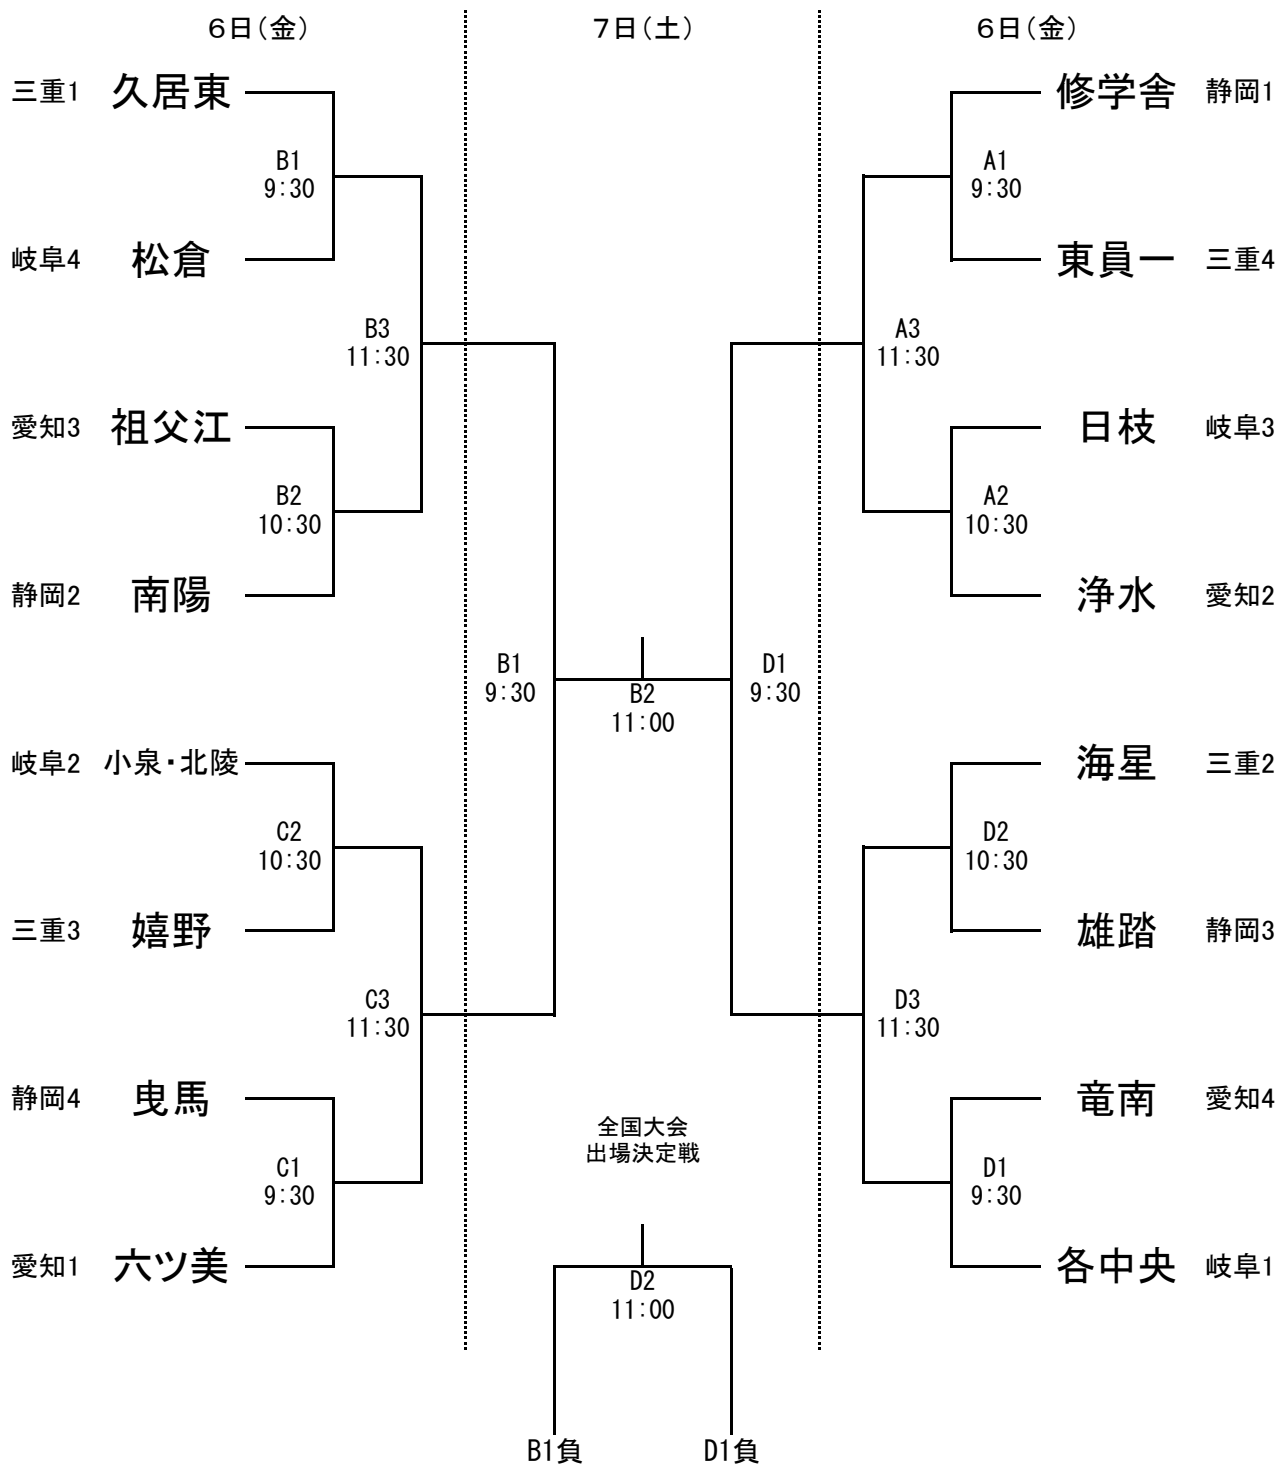 ６日（金）
７日（土）
６日（金）
三重1 久居東
修学舎 静岡1
B1
9:30
A1
9:30
岐阜4 松倉
東員一 三重4
B3
11:30
A3
11:30
愛知3 祖父江
日枝 岐阜3
B2
10:30
A2
10:30
静岡2 南陽
浄水 愛知2
B1
9:30
B2
11:00
D1
9:30
岐阜2 小泉・北陵
海星 三重2
C2
10:30
D2
10:30
三重3 嬉野
雄踏 静岡3
C3
11:30
D3
11:30
静岡4 曳馬
竜南 愛知4
全国大会
出場決定戦
C1
9:30
D1
9:30
愛知1 六ツ美
各中央 岐阜1
D2
11:00
B1負
D1負